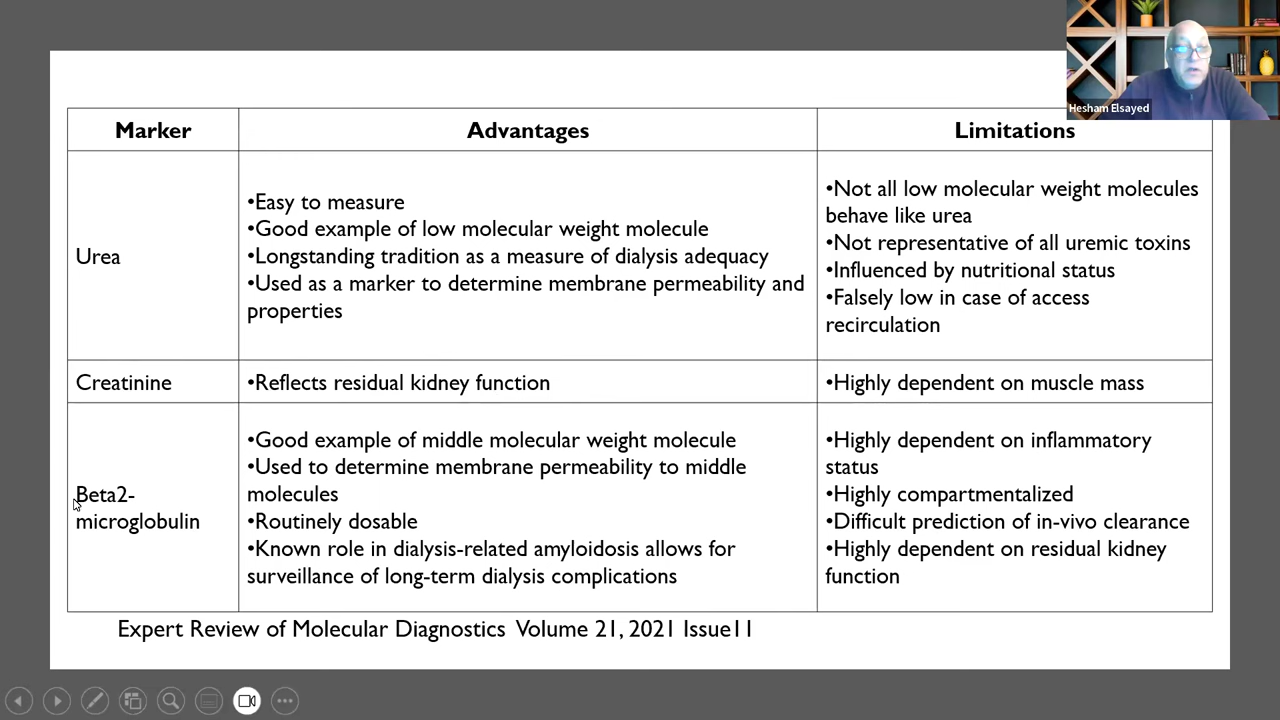 Hesham Elsayed
Marker
Advantages
Limitations
Urea
•Easy to measure
•Good example of low molecular weight molecule
•Longstanding tradition as a measure of dialysis adequacy
•Used as a marker to determine membrane permeability and
properties
•Not all low molecular weight molecules
behave like urea
•Not representative of all uremic toxins
•Influenced by nutritional status
•Falsely low in case of access
recirculation
Creatinine
•Reflects residual kidney function
•Highly dependent on muscle mass
Beta2-
microglobulin
•Good example of middle molecular weight molecule
•Used to determine membrane permeability to middle
molecules
•Routinely dosable
•Known role in dialysis-related amyloidosis allows for
surveillance of long-term dialysis complications
•Highly dependent on inflammatory
status
•Highly compartmentalized
•Difficult prediction of in-vivo clearance
•Highly dependent on residual kidney
function
Expert Review of Molecular Diagnostics Volume 21, 2021 Issue11